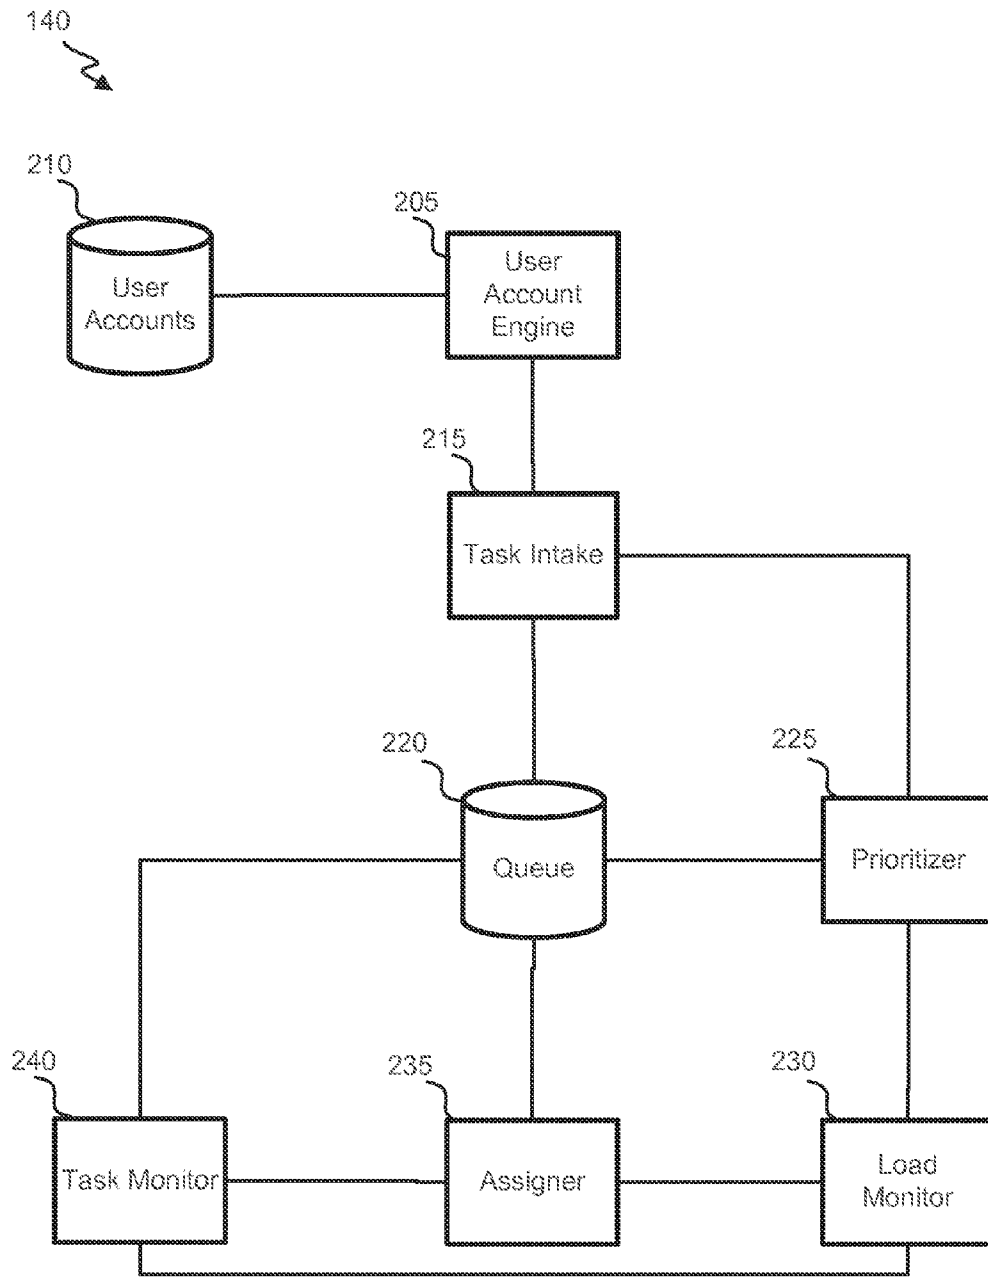 140
210
205
User
Accounts
User
Account
Engine
215
Task Intake
220
225
Queue
Prioritizer
240
235
230
Task Monitor
Assigner
Load
Monitor